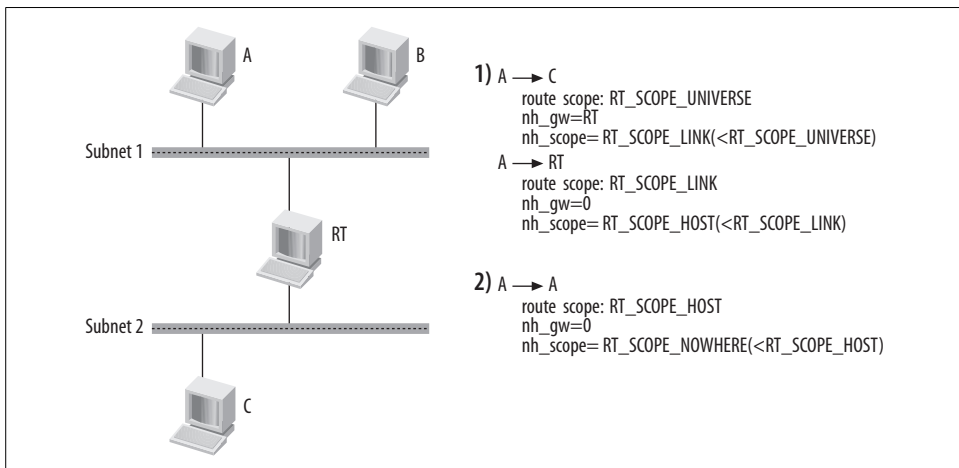 A
B
Subnet 1
RT
Subnet 2
C
1) A → C
route scope: RT_SCOPE_UNIVERSE
nh_gw=RT
nh_scope= RT_SCOPE_LINK(<RT_SCOPE_UNIVERSE)
A → RT
route scope: RT_SCOPE_LINK
nh_gw=0
nh_scope= RT_SCOPE_HOST(<RT_SCOPE_LINK)
2) A → A
route scope: RT_SCOPE_HOST
nh_gw=0
nh_scope= RT_SCOPE_NOWHERE(<RT_SCOPE_HOST)